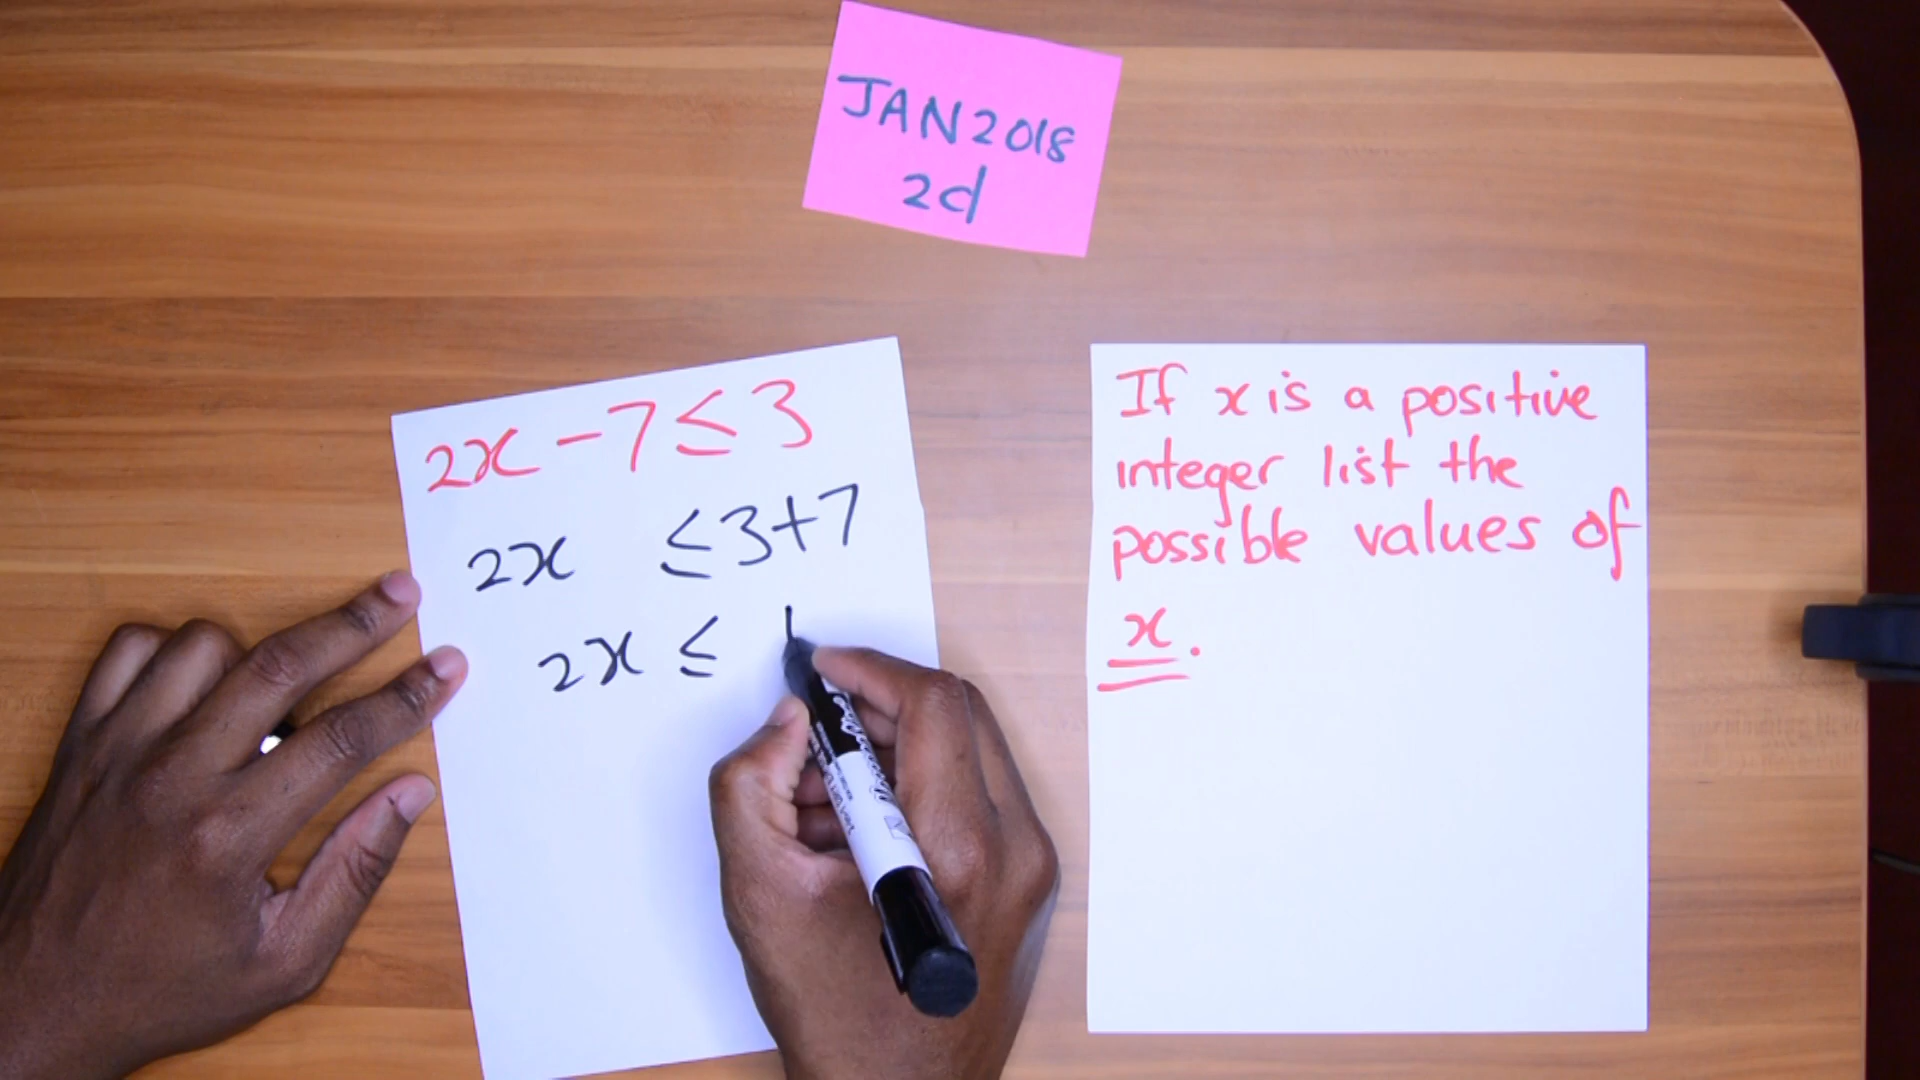 JAN 2018
2d
2x - 7 ≤ 3
2x ≤ 3+7
2x ≤
If x is a positive
integer list the
possible values of
x.